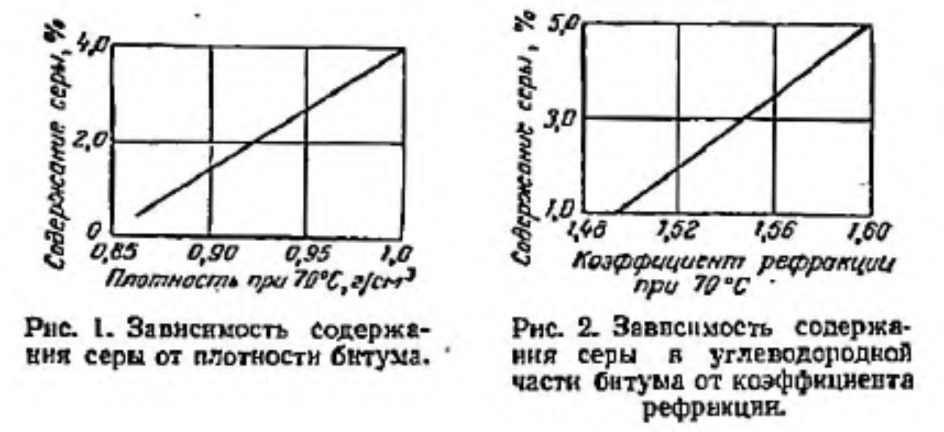 Содержание серы, %
4,0
2,0
0
0,85 0,90 0,95 1,0
Плотность при 70°С, г/см³
Рис. 1. Зависимость содержа-
ния серы от плотности битума.
Содержание серы, %
5,0
3,0
1,0
1,48 1,52 1,56 1,60
Коэффициент рефракции
при 70°С
Рис. 2. Зависимость содержа-
ния серы в углеводородной
части битума от коэффициента
рефракции.